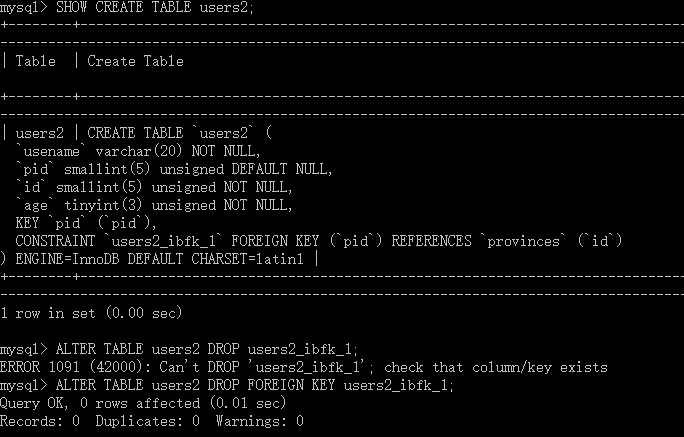 mysql> SHOW CREATE TABLE users2;
+--------+----------------------------------------------------------------------
--------------------------------------------------------------------------------
| Table  | Create Table

+--------+----------------------------------------------------------------------
--------------------------------------------------------------------------------
| users2 | CREATE TABLE `users2` (
  `usename` varchar(20) NOT NULL,
  `pid` smallint(5) unsigned DEFAULT NULL,
  `id` smallint(5) unsigned NOT NULL,
  `age` tinyint(3) unsigned NOT NULL,
  KEY `pid` (`pid`),
  CONSTRAINT `users2_ibfk_1` FOREIGN KEY (`pid`) REFERENCES `provinces` (`id`)
) ENGINE=InnoDB DEFAULT CHARSET=latin1 |
+--------+----------------------------------------------------------------------
--------------------------------------------------------------------------------
1 row in set (0.00 sec)

mysql> ALTER TABLE users2 DROP users2_ibfk_1;
ERROR 1091 (42000): Can't DROP 'users2_ibfk_1'; check that column/key exists
mysql> ALTER TABLE users2 DROP FOREIGN KEY users2_ibfk_1;
Query OK, 0 rows affected (0.01 sec)
Records: 0  Duplicates: 0  Warnings: 0